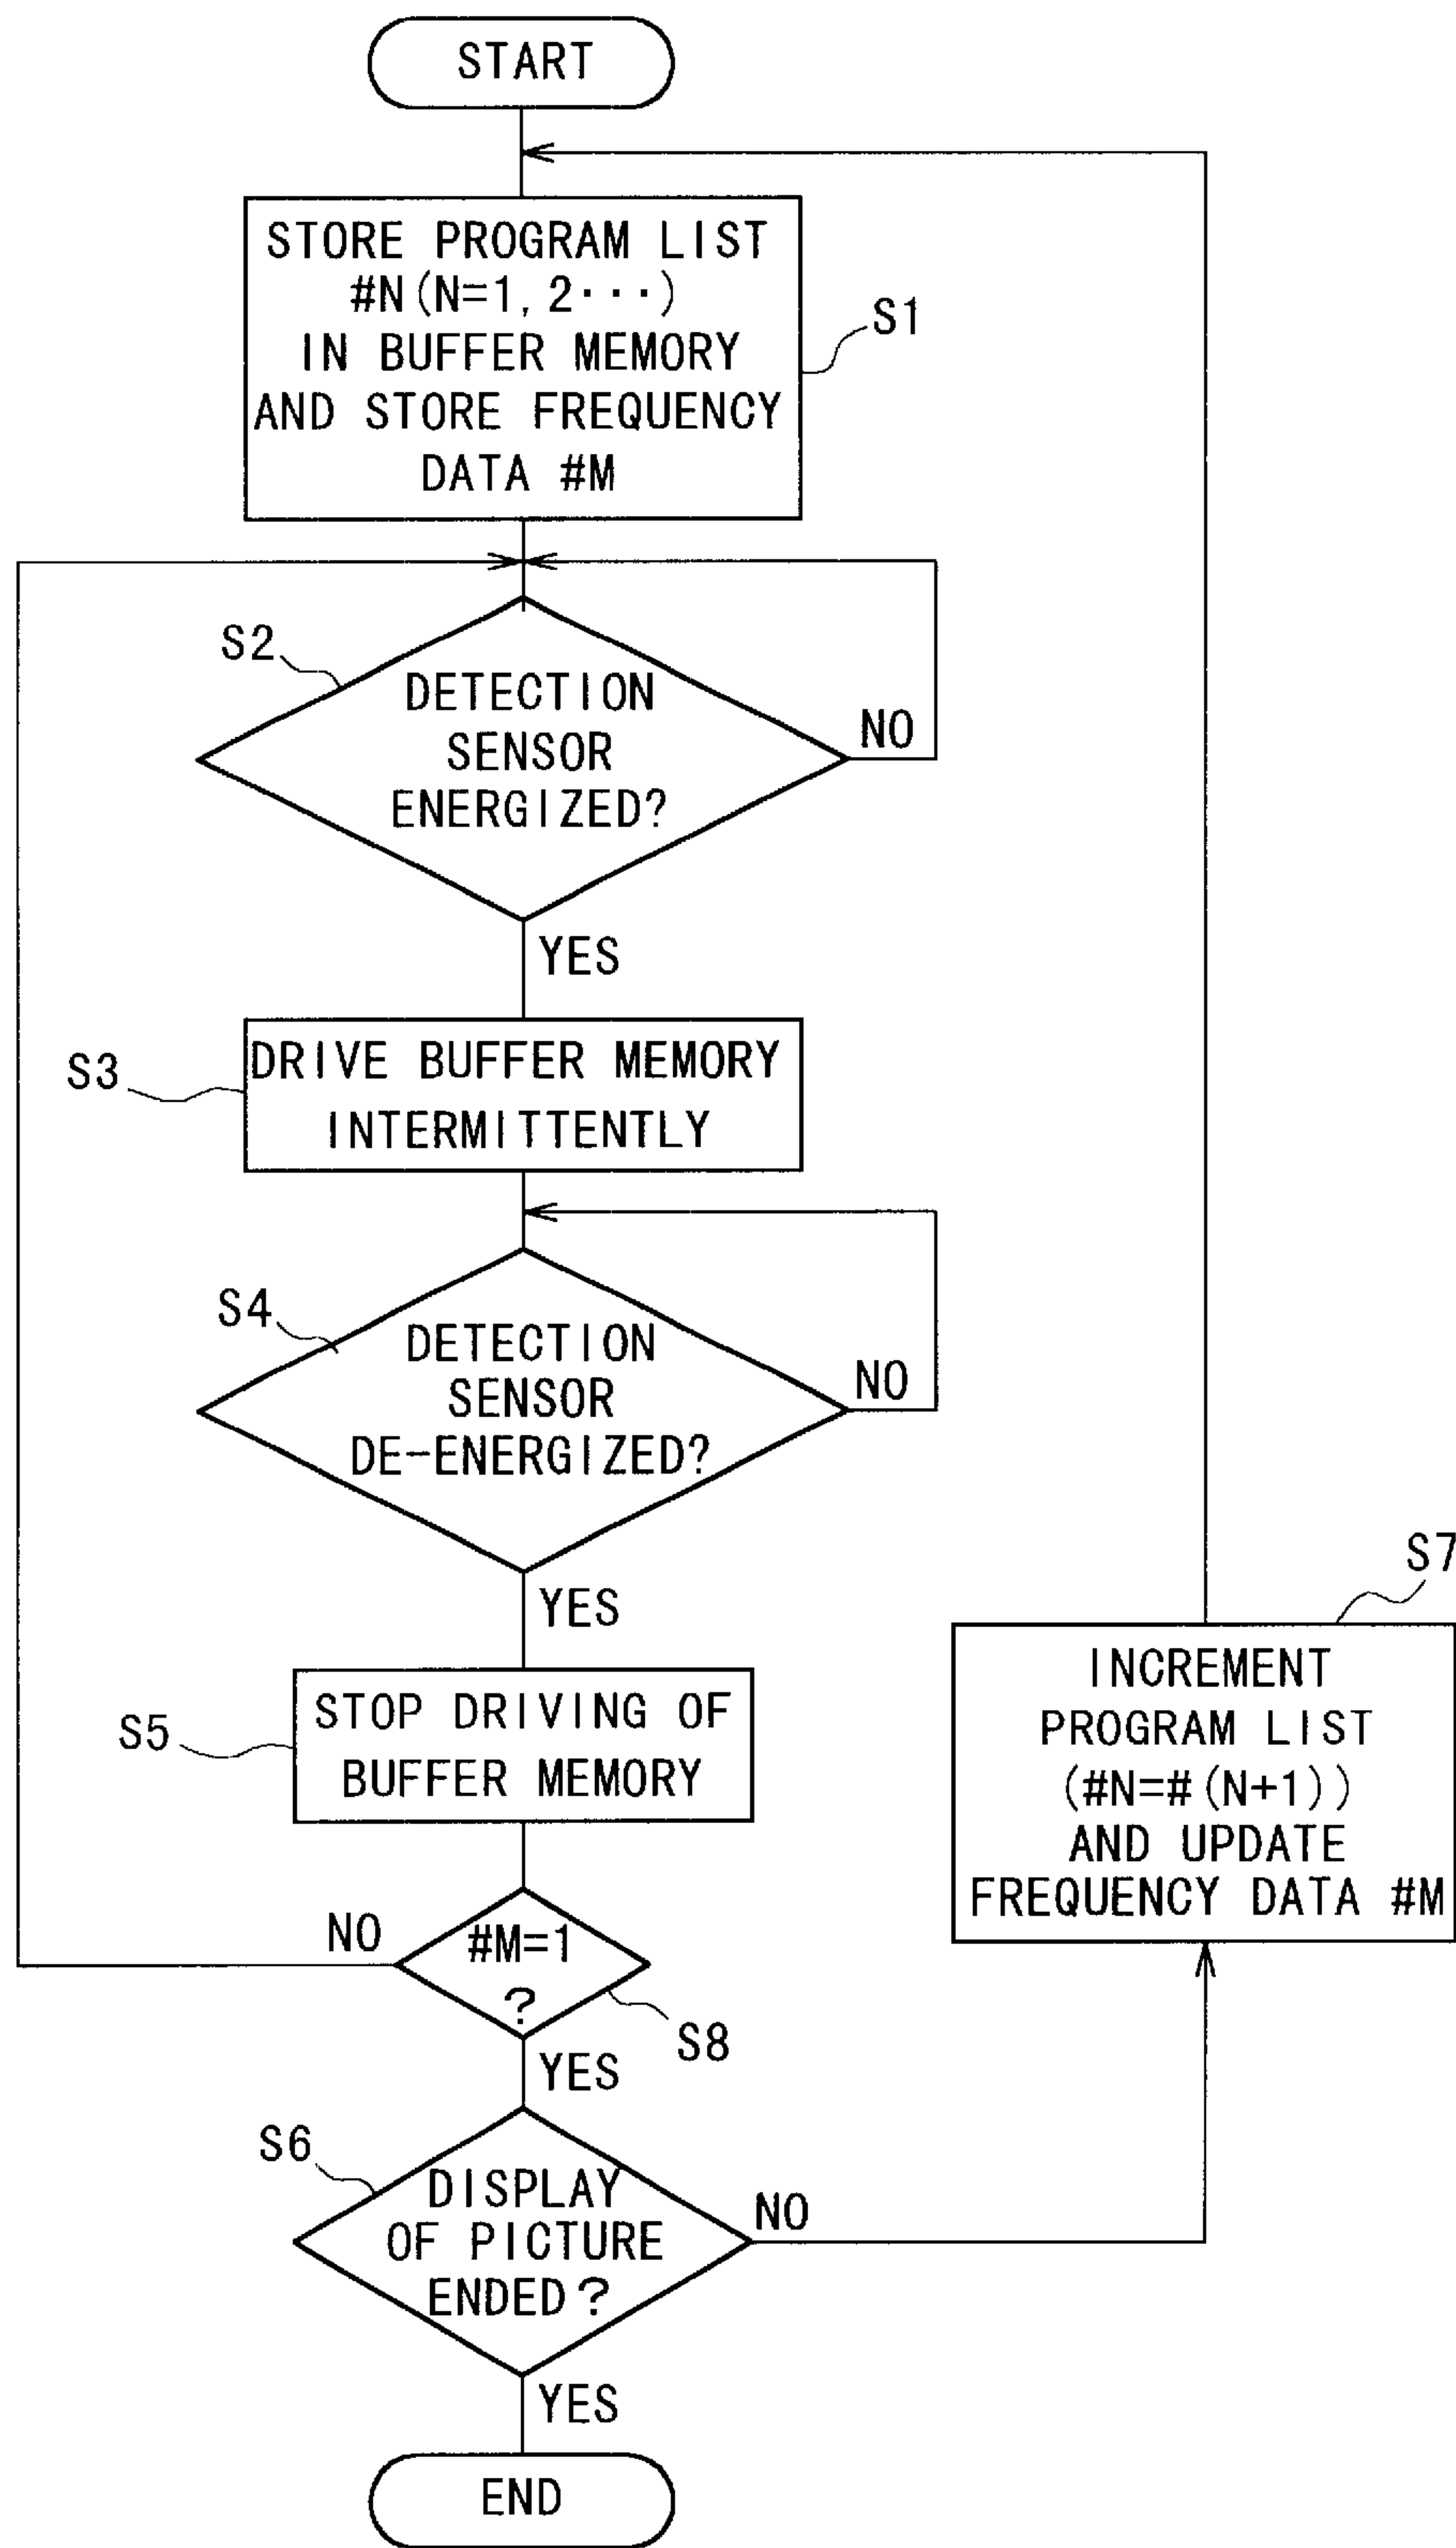 START
STORE PROGRAM LIST
#N(N=1, 2···)
IN BUFFER MEMORY
AND STORE FREQUENCY
DATA #M
S1
S2
DETECTION
SENSOR
ENERGIZED?
NO
YES
S3
DRIVE BUFFER MEMORY
INTERMITTENTLY
S4
DETECTION
SENSOR
DE-ENERGIZED?
NO
YES
S5
STOP DRIVING OF
BUFFER MEMORY
S7
INCREMENT
PROGRAM LIST
(#N=#(N+1))
AND UPDATE
FREQUENCY DATA #M
NO
#M=1
?
S8
YES
S6
DISPLAY
OF PICTURE
ENDED?
NO
YES
END